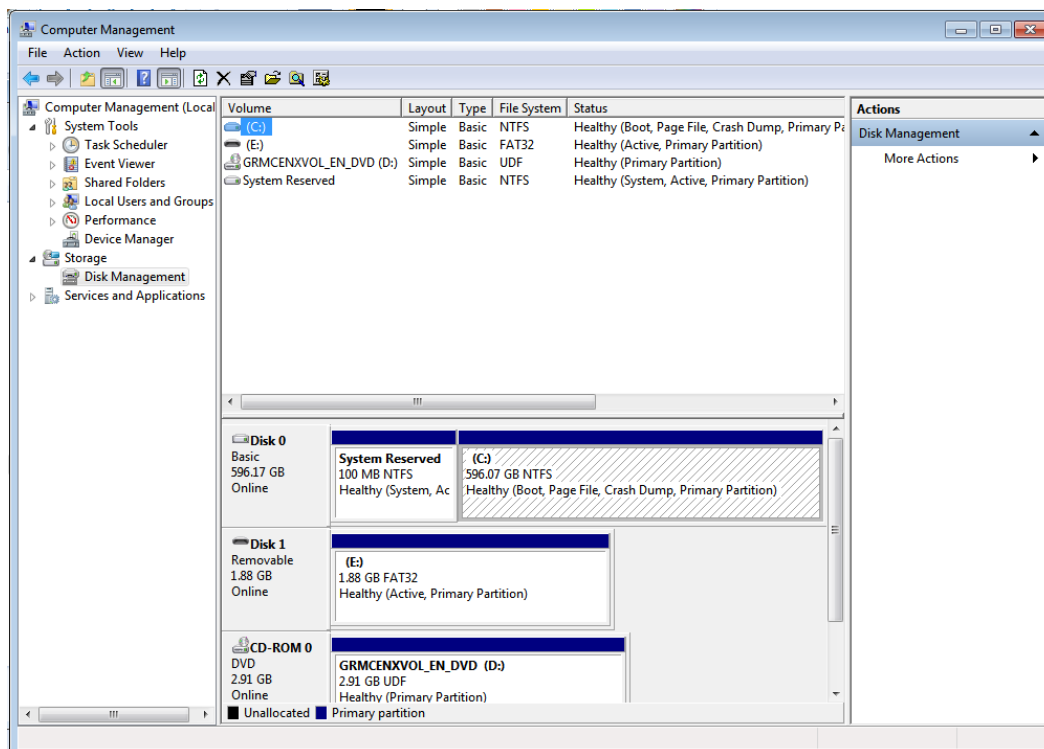 Computer Management
File Action View Help
Computer Management (Local
System Tools
Task Scheduler
Event Viewer
Shared Folders
Local Users and Groups
Performance
Device Manager
Storage
Disk Management
Services and Applications
Volume Layout Type File System Status
(C:) Simple Basic NTFS Healthy (Boot, Page File, Crash Dump, Primary Pa
(E:) Simple Basic FAT32 Healthy (Active, Primary Partition)
GRMCENXVOL_EN_DVD (D:) Simple Basic UDF Healthy (Primary Partition)
System Reserved Simple Basic NTFS Healthy (System, Active, Primary Partition)
Disk 0
Basic
596.17 GB
Online
System Reserved
100 MB NTFS
Healthy (System, Ac
(C:)
596.07 GB NTFS
Healthy (Boot, Page File, Crash Dump, Primary Partition)
Disk 1
Removable
1.88 GB
Online
(E:)
1.88 GB FAT32
Healthy (Active, Primary Partition)
CD-ROM 0
DVD
2.91 GB
Online
GRMCENXVOL_EN_DVD (D:)
2.91 GB UDF
Healthy (Primary Partition)
Unallocated Primary partition
Actions
Disk Management
More Actions